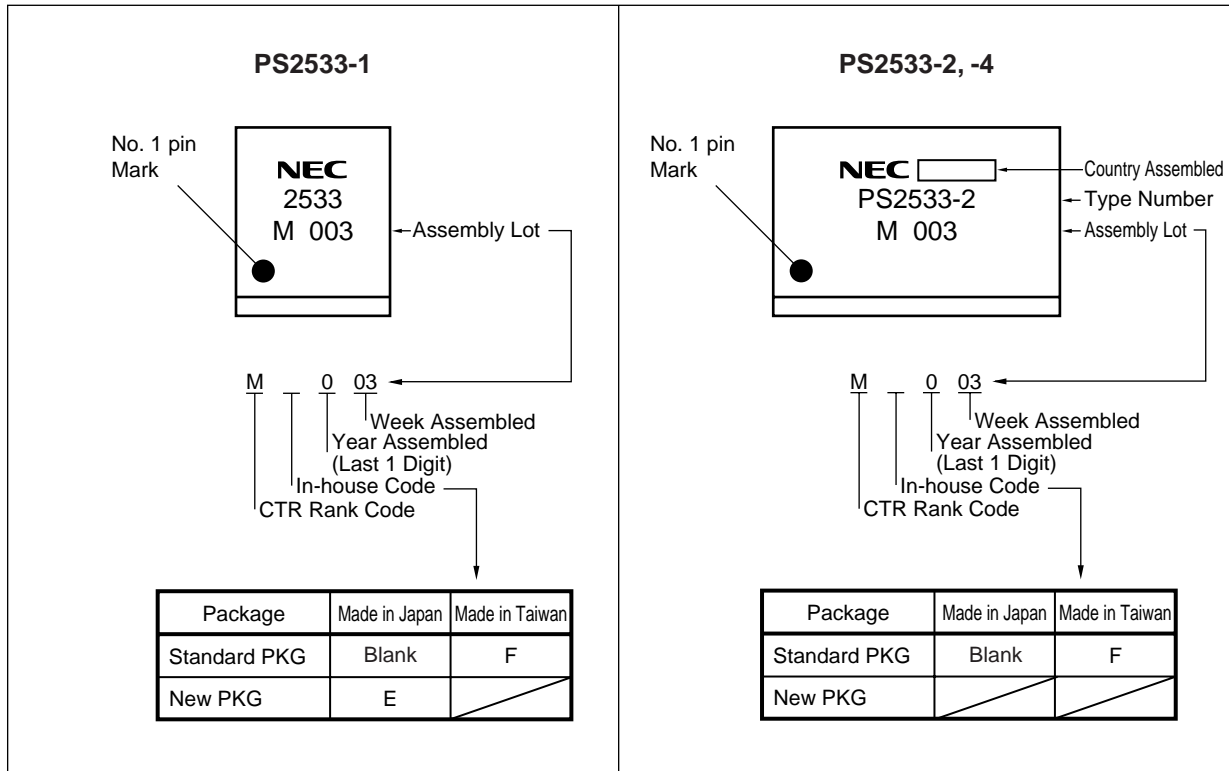 PS2533-1
No. 1 pin
Mark
NEC
2533
M 003
Assembly Lot
M 0 03
Week Assembled
Year Assembled
(Last 1 Digit)
In-house Code
CTR Rank Code
Package Made in Japan Made in Taiwan
Standard PKG Blank F
New PKG E
PS2533-2, -4
No. 1 pin
Mark
NEC
Country Assembled
PS2533-2
Type Number
M 003
Assembly Lot
M 0 03
Week Assembled
Year Assembled
(Last 1 Digit)
In-house Code
CTR Rank Code
Package Made in Japan Made in Taiwan
Standard PKG Blank F
New PKG